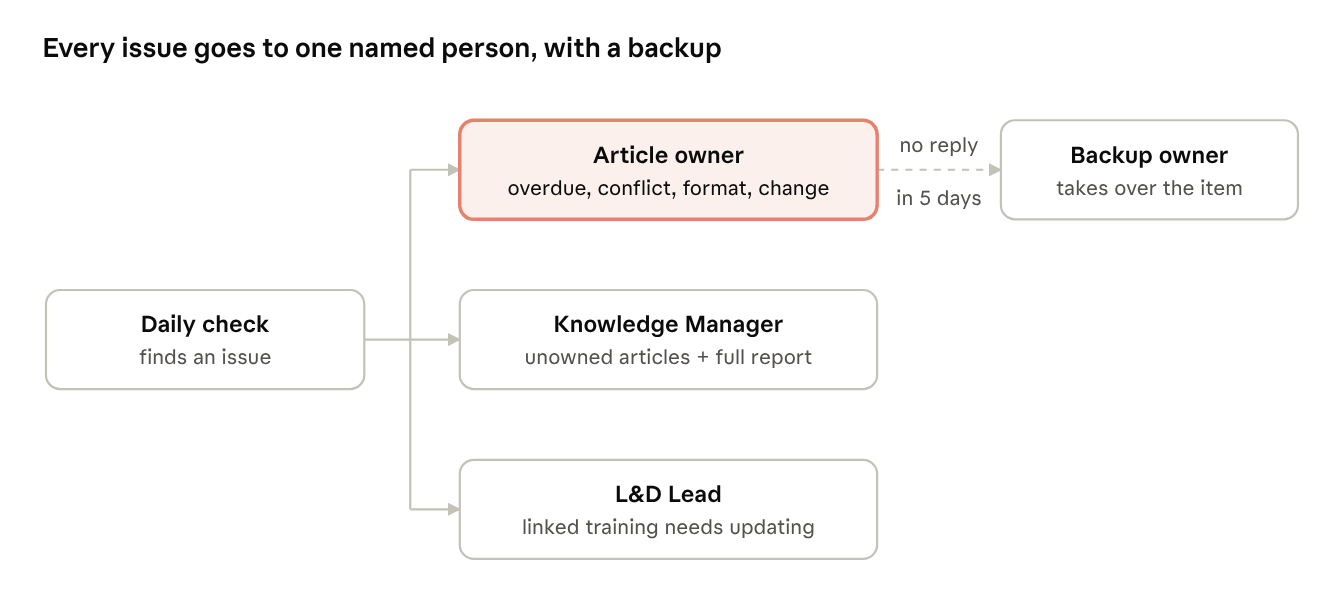 Every issue goes to one named person, with a backup
Article owner
overdue, conflict, format, change
no reply
in 5 days
Backup owner
takes over the item
Daily check
finds an issue
Knowledge Manager
unowned articles + full report
L&D Lead
linked training needs updating